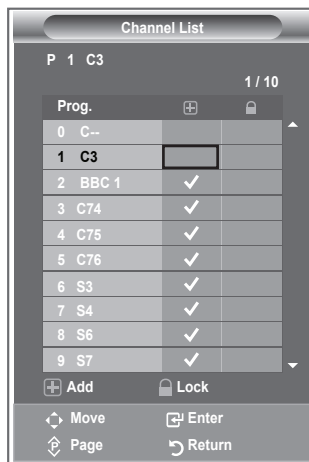 Channel List
P 1 C3
1 / 10
Prog.
0 C--
1 C3
2 BBC 1
3 C74
4 C75
5 C76
6 S3
7 S4
8 S6
9 S7
Add Lock
Move Enter
Page Return